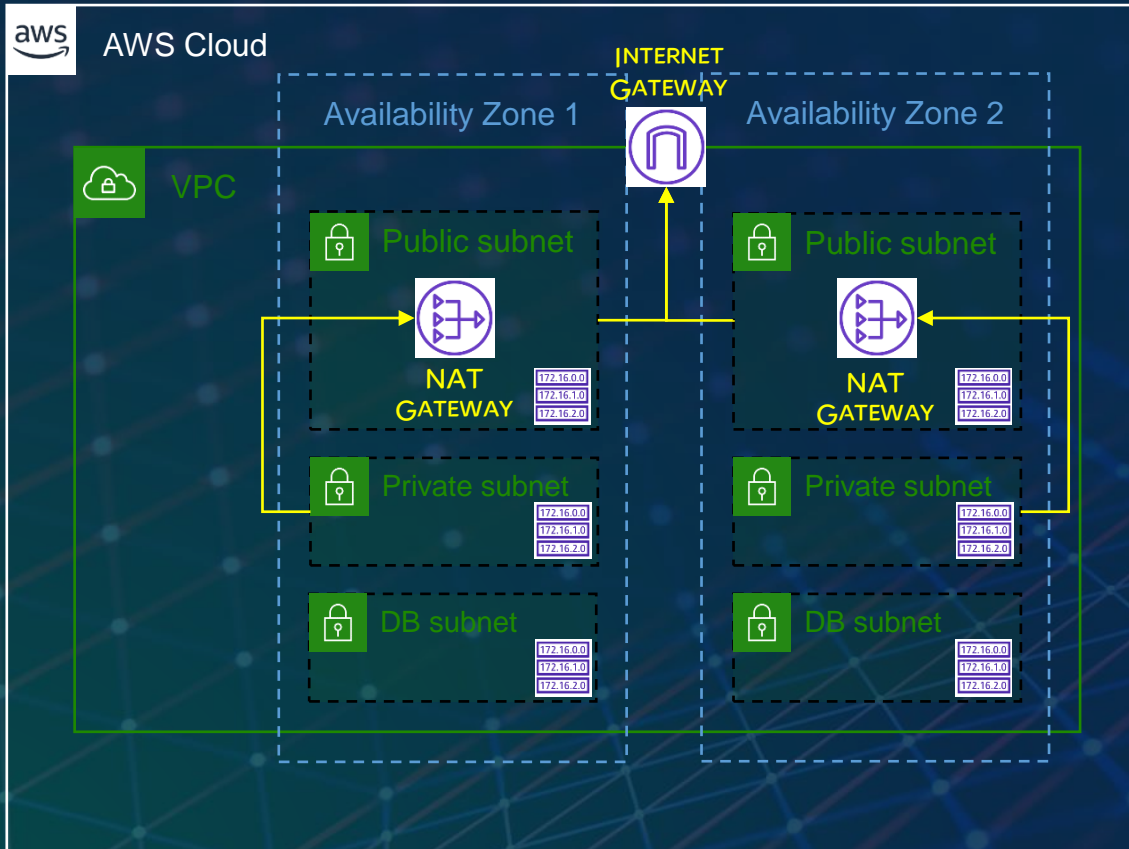 aws
AWS Cloud
INTERNET
GATEWAY
Availability Zone 1
Availability Zone 2
VPC
Public subnet
Public subnet
NAT
GATEWAY
172.16.0.0
172.16.1.0
172.16.2.0
NAT
GATEWAY
172.16.0.0
172.16.1.0
172.16.2.0
Private subnet
172.16.0.0
172.16.1.0
172.16.2.0
Private subnet
172.16.0.0
172.16.1.0
172.16.2.0
DB subnet
172.16.0.0
172.16.1.0
172.16.2.0
DB subnet
172.16.0.0
172.16.1.0
172.16.2.0